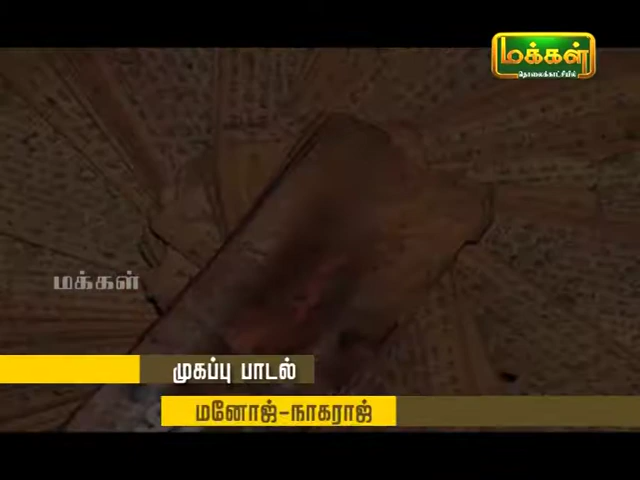 மக்கள்
தொலைக்காட்சியில்
மக்கள்
முகப்பு பாடல்
மனோஜ்-நாகராஜ்